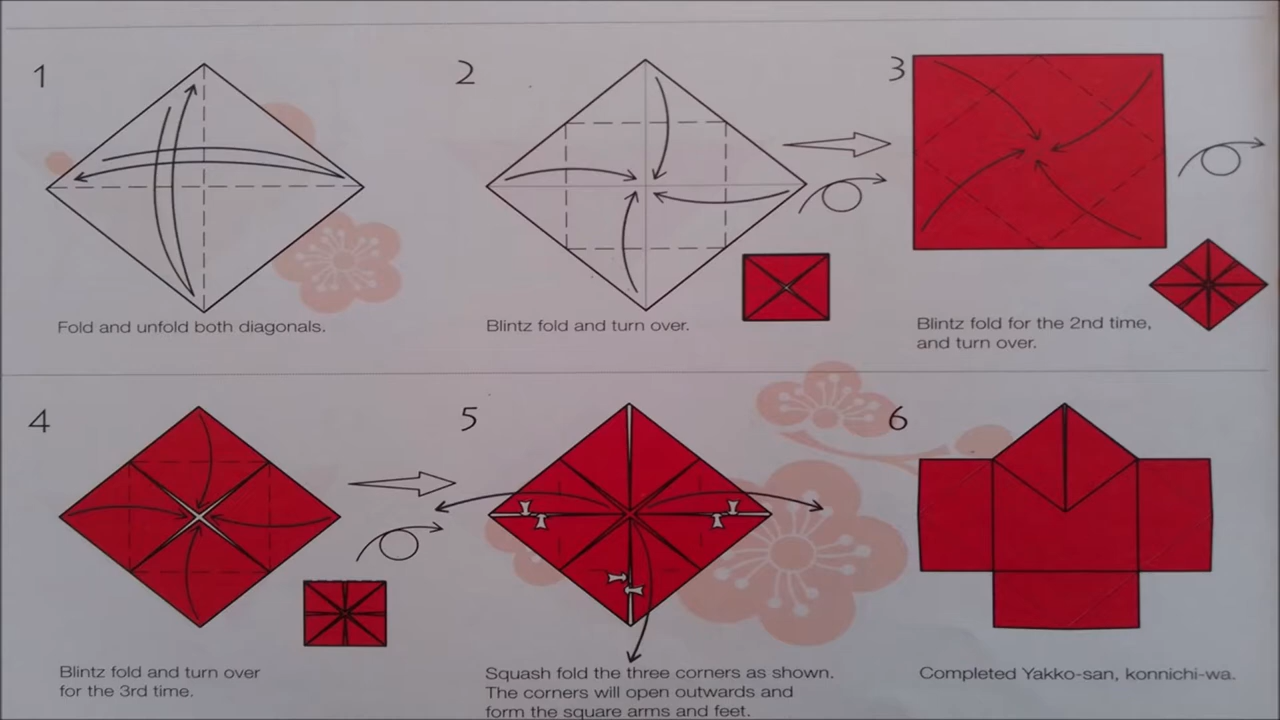 1
2
3
Fold and unfold both diagonals.
Blintz fold and turn over.
Blintz fold for the 2nd time,
and turn over.
4
5
6
Blintz fold and turn over
for the 3rd time.
Squash fold the three corners as shown.
The corners will open outwards and
form the square arms and feet.
Completed Yakko-san, konnichi-wa.